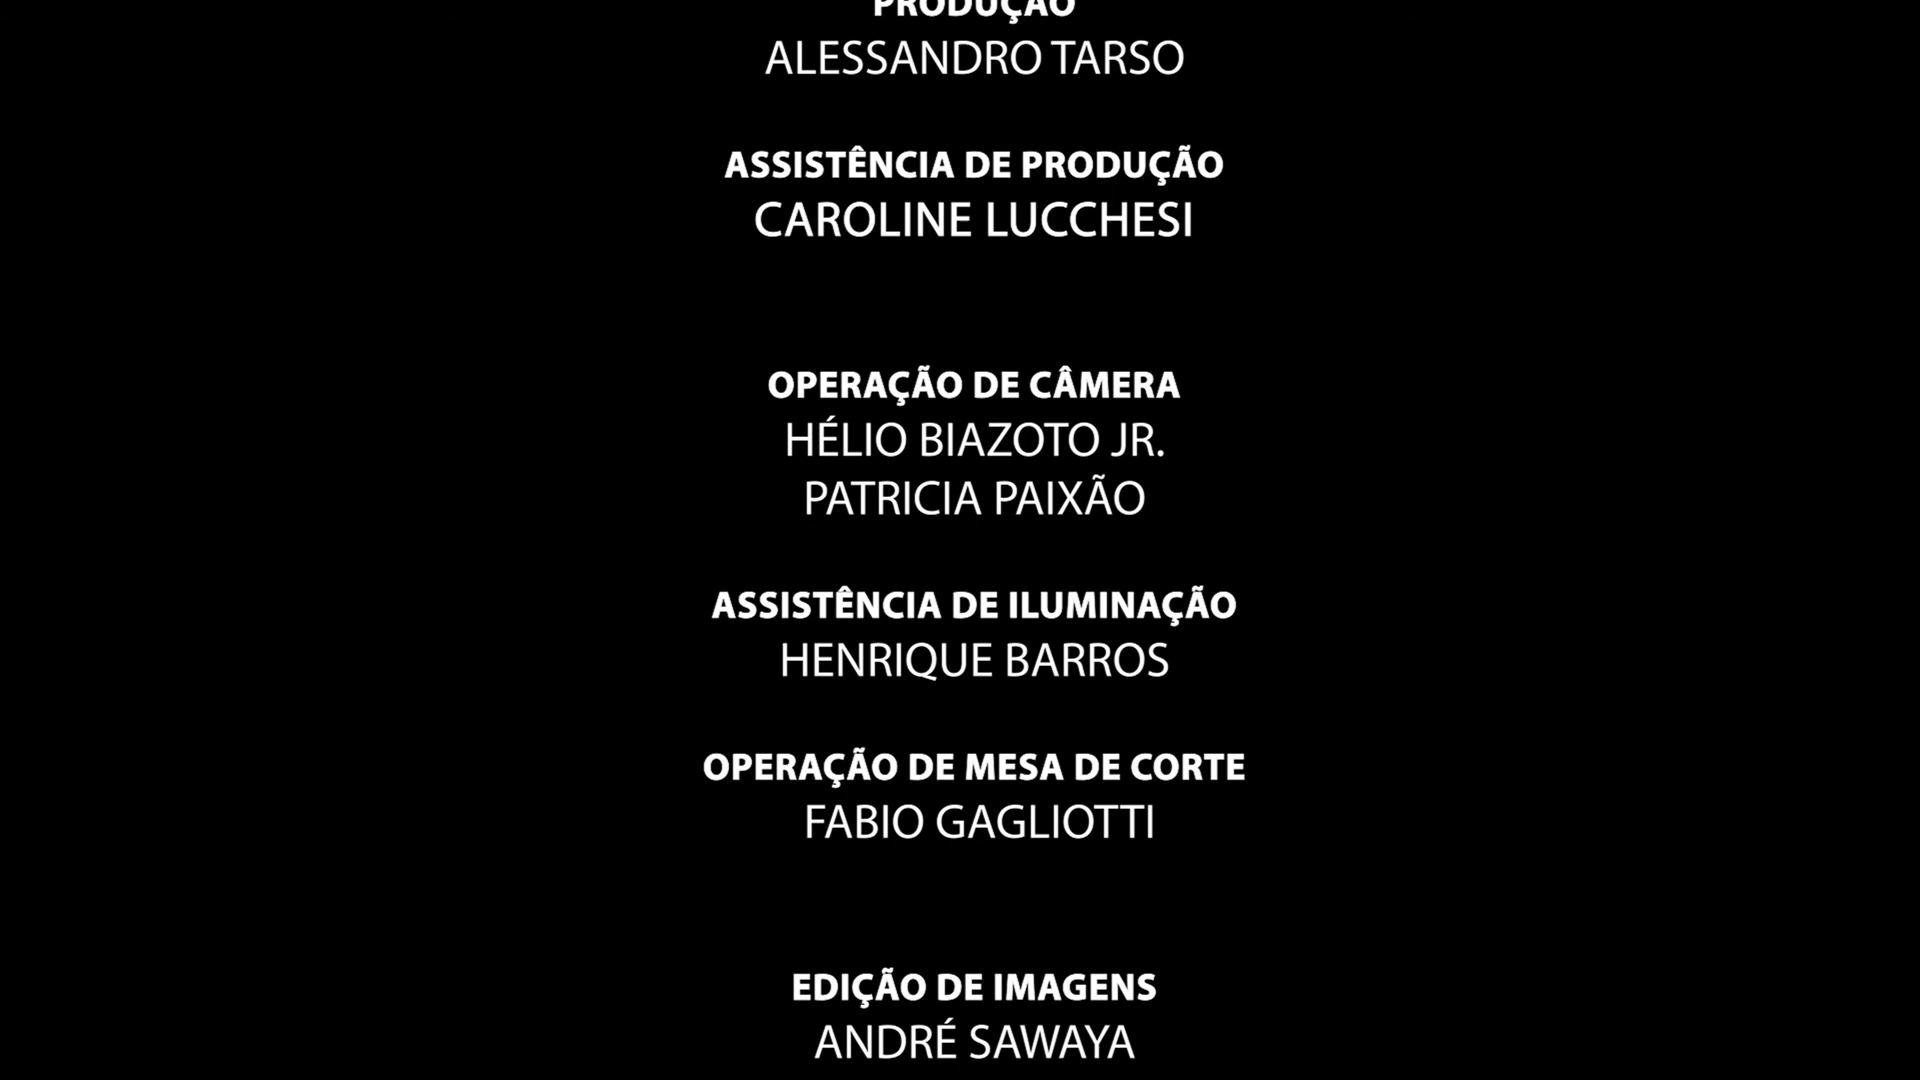 PRODUÇÃO
ALESSANDRO TARSO
ASSISTÊNCIA DE PRODUÇÃO
CAROLINE LUCCHESI
OPERAÇÃO DE CÂMERA
HÉLIO BIAZOTO JR.
PATRICIA PAIXÃO
ASSISTÊNCIA DE ILUMINAÇÃO
HENRIQUE BARROS
OPERAÇÃO DE MESA DE CORTE
FABIO GAGLIOTTI
EDIÇÃO DE IMAGENS
ANDRÉ SAWAYA